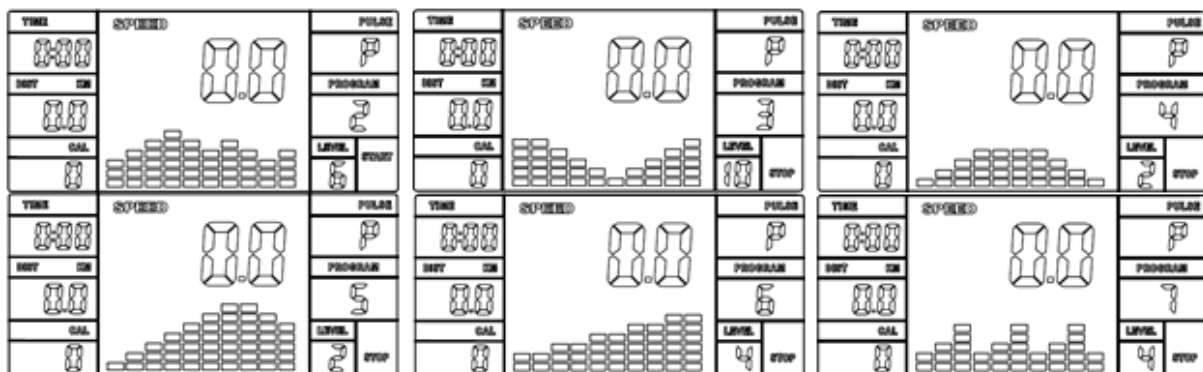 TIME SPEED PULSE
0:00 0.0 P
DIST KM PROGRAM
0.0 2
CAL LEVEL START
0 6
TIME SPEED PULSE
0:00 0.0 P
DIST KM PROGRAM
0.0 3
CAL LEVEL
0 10 STOP
TIME SPEED PULSE
0:00 0.0 P
DIST KM PROGRAM
0.0 4
CAL LEVEL
0 2 STOP
TIME SPEED PULSE
0:00 0.0 P
DIST KM PROGRAM
0.0 5
CAL LEVEL
0 2 STOP
TIME SPEED PULSE
0:00 0.0 P
DIST KM PROGRAM
0.0 6
CAL LEVEL
0 4 STOP
TIME SPEED PULSE
0:00 0.0 P
DIST KM PROGRAM
0.0 7
CAL LEVEL
0 4 STOP